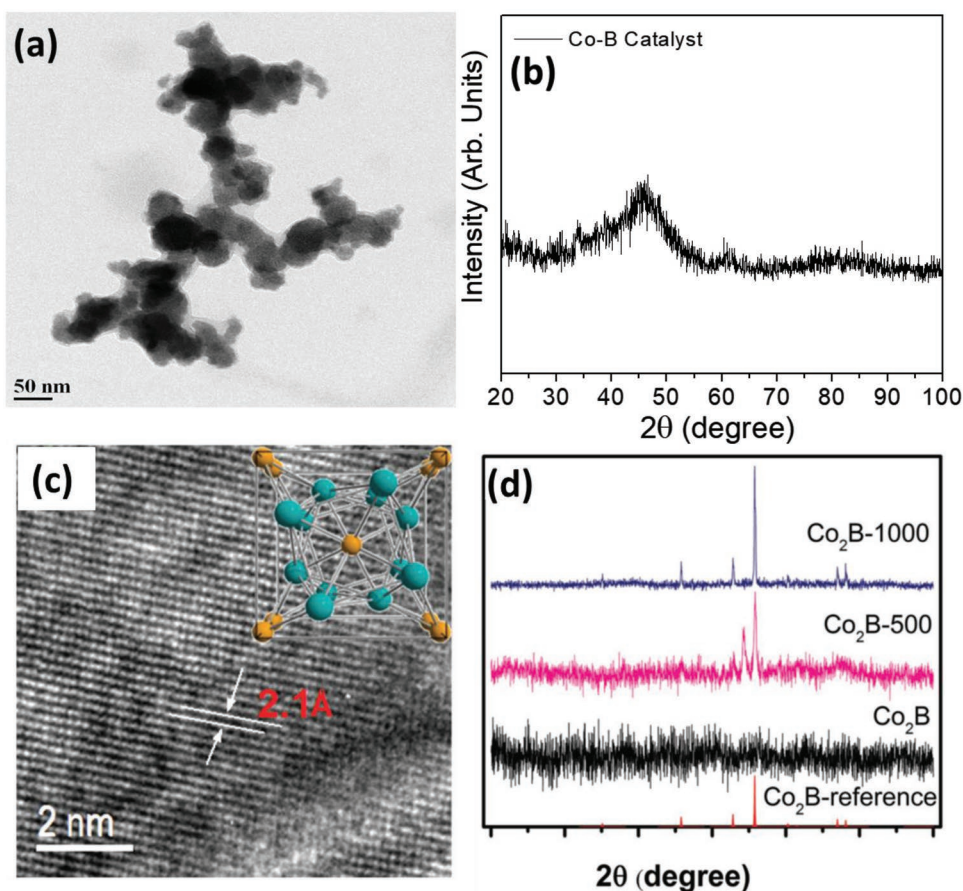 (a)
50 nm
(b)
Co-B Catalyst
Intensity (Arb. Units)
20 30 40 50 60 70 80 90 100
2θ (degree)
(c)
2.1A
2 nm
(d)
Co₂B-1000
Co₂B-500
Co₂B
Co₂B-reference
2θ (degree)